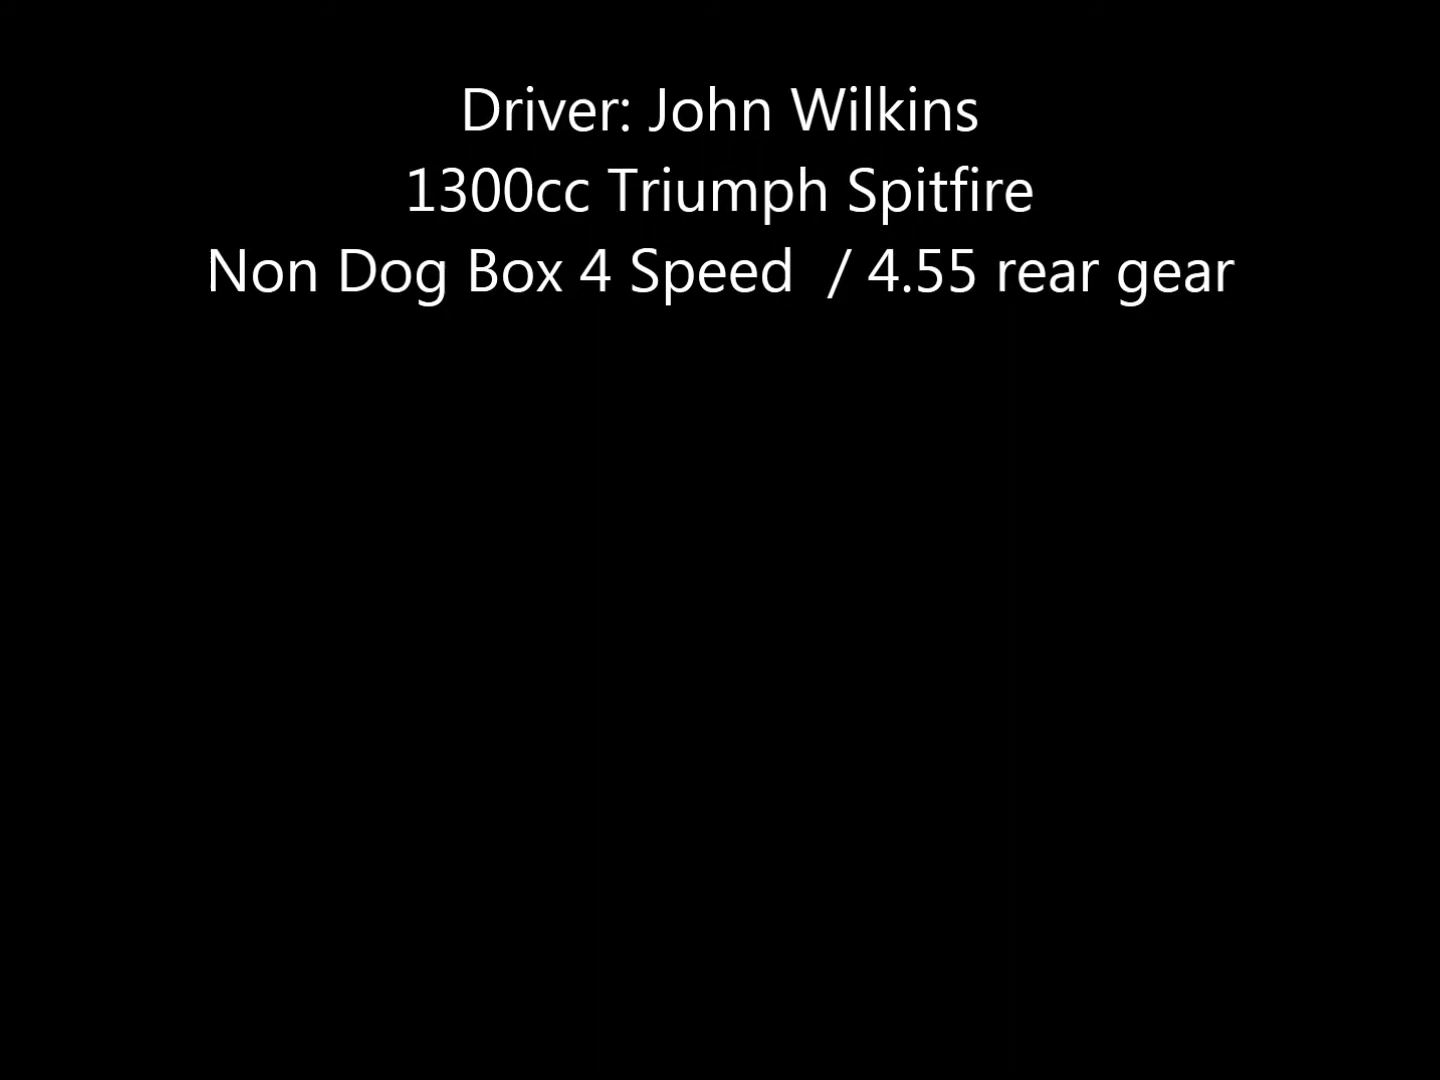 Driver: John Wilkins
1300cc Triumph Spitfire
Non Dog Box 4 Speed  / 4.55 rear gear